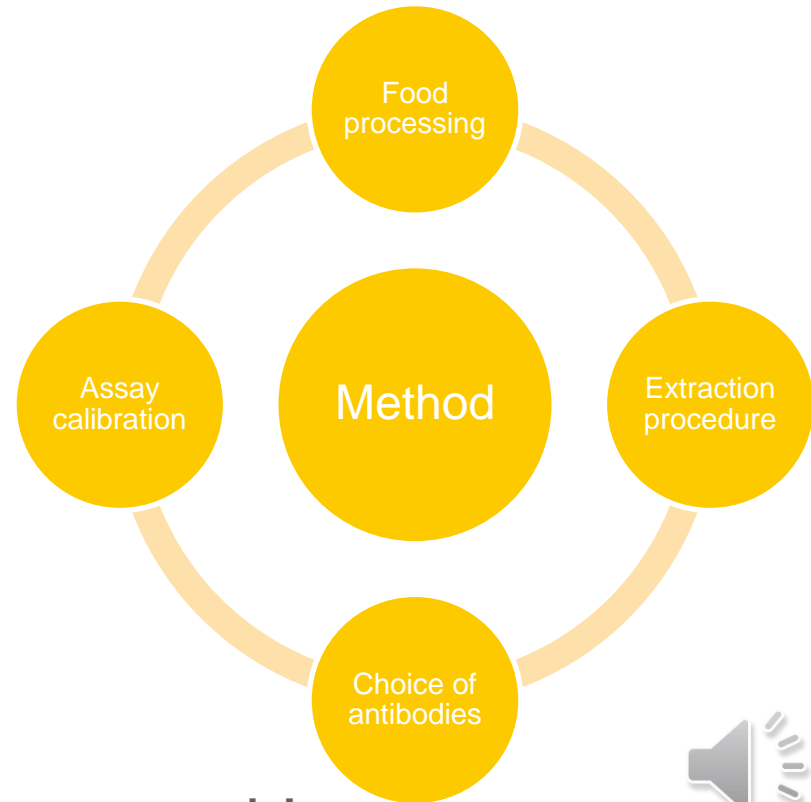 Food
processing
Assay
calibration
Method
Extraction
procedure
Choice of
antibodies